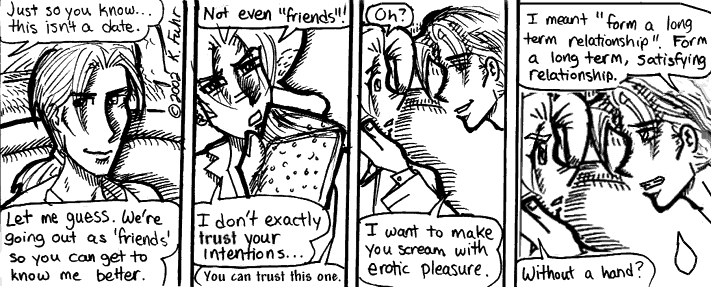 Just so you know...
this isn't a date.
© 2002 K. Fuhr
Let me guess. We're
going out as 'friends'
so you can get to
know me better.
Not even "friends"!
I don't exactly
trust your
intentions...
You can trust this one.
Oh?
I want to make
you scream with
erotic pleasure.
I meant "form a long
term relationship". Form
a long term, satisfying
relationship.
Without a hand?